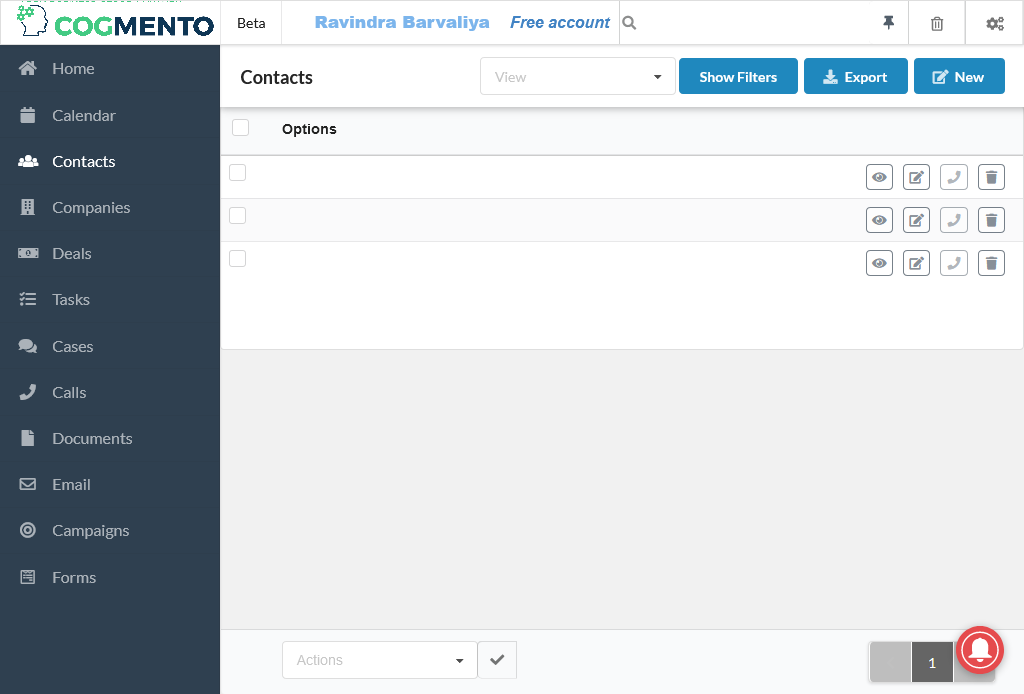 COGMENTO
Beta
Ravindra Barvaliya
Free account
Home
Calendar
Contacts
Companies
Deals
Tasks
Cases
Calls
Documents
Email
Campaigns
Forms
Contacts
View
Show Filters
Export
New
Options
Actions
1